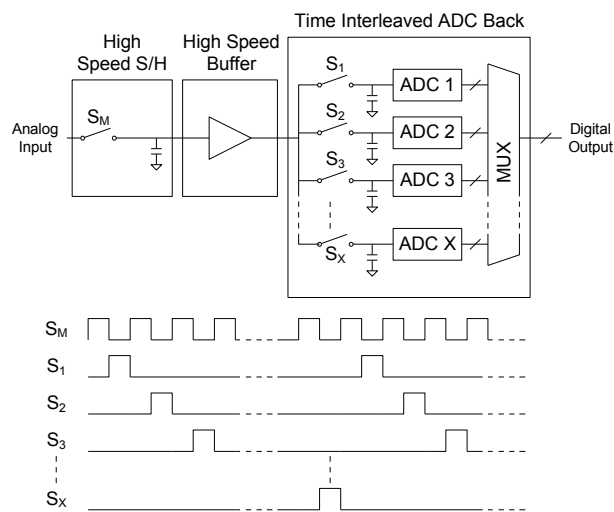 Time Interleaved ADC Back
High
Speed S/H
High Speed
Buffer
S1
ADC 1
SM
S2
ADC 2
Analog
Input
Digital
Output
S3
ADC 3
MUX
SX
ADC X
SM
S1
S2
S3
SX